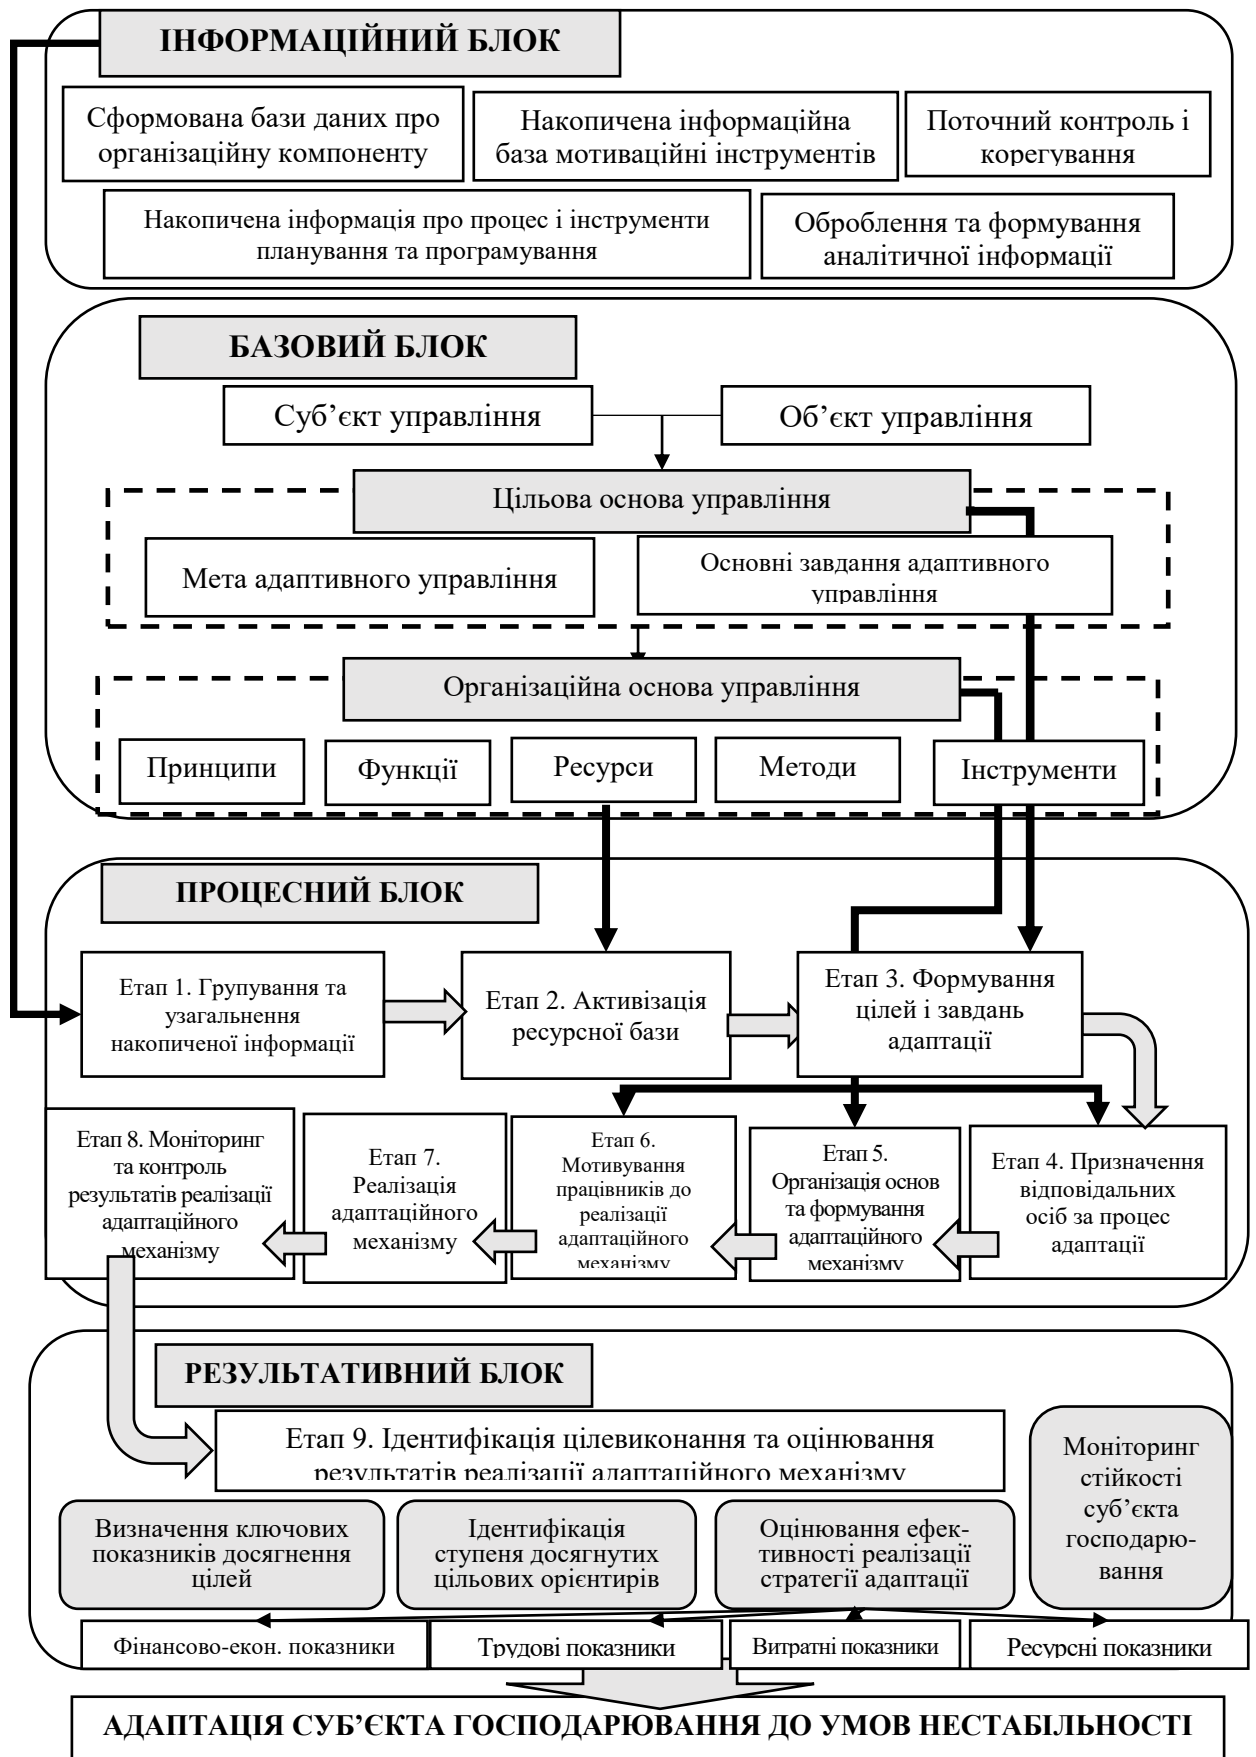 ІНФОРМАЦІЙНИЙ БЛОК
Сформована бази даних про
організаційну компоненту
Накопичена інформаційна
база мотиваційні інструментів
Поточний контроль і
корегування
Накопичена інформація про процес і інструменти
планування та програмування
Оброблення та формування
аналітичної інформації
БАЗОВИЙ БЛОК
Суб’єкт управління
Об’єкт управління
Цільова основа управління
Мета адаптивного управління
Основні завдання адаптивного
управління
Організаційна основа управління
Принципи
Функції
Ресурси
Методи
Інструменти
ПРОЦЕСНИЙ БЛОК
Етап 1. Групування та
узагальнення
накопиченої інформації
Етап 2. Активізація
ресурсної бази
Етап 3. Формування
цілей і завдань
адаптації
Етап 8. Моніторинг
та контроль
результатів реалізації
адаптаційного
механізму
Етап 7.
Реалізація
адаптаційного
механізму
Етап 6.
Мотивування
працівників до
реалізації
адаптаційного
механізму
Етап 5.
Організація основ
та формування
адаптаційного
механізму
Етап 4. Призначення
відповідальних
осіб за процес
адаптації
РЕЗУЛЬТАТИВНИЙ БЛОК
Етап 9. Ідентифікація цілевиконання та оцінювання
результатів реалізації адаптаційного механізму
Моніторинг
стійкості
суб’єкта
господарю-
вання
Визначення ключових
показників досягнення
цілей
Ідентифікація
ступеня досягнутих
цільових орієнтирів
Оцінювання ефек-
тивності реалізації
стратегії адаптації
Фінансово-екон. показники
Трудові показники
Витратні показники
Ресурсні показники
АДАПТАЦІЯ СУБ’ЄКТА ГОСПОДАРЮВАННЯ ДО УМОВ НЕСТАБІЛЬНОСТІ